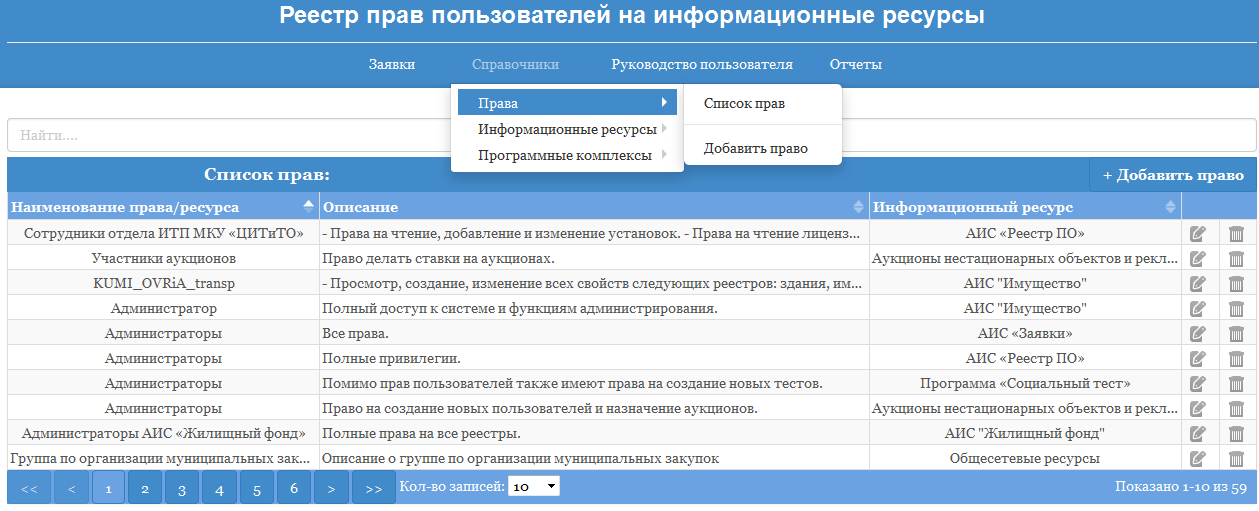 Реестр прав пользователей на информационные ресурсы
Заявки Справочники Руководство пользователя Отчеты
Права Список прав
Информационные ресурсы
Программные комплексы Добавить право
Найти....
Список прав: + Добавить право
Наименование права/ресурса Описание Информационный ресурс
Сотрудники отдела ИТП МКУ «ЦИТиТО» - Права на чтение, добавление и изменение установок. - Права на чтение лиценз... АИС «Реестр ПО»
Участники аукционов Право делать ставки на аукционах. Аукционы нестационарных объектов и рекл...
KUMI_OVRiA_transp - Просмотр, создание, изменение всех свойств следующих реестров: здания, им... АИС "Имущество"
Администратор Полный доступ к системе и функциям администрирования. АИС "Имущество"
Администраторы Все права. АИС «Заявки»
Администраторы Полные привилегии. АИС «Реестр ПО»
Администраторы Помимо прав пользователей также имеют права на создание новых тестов. Программа «Социальный тест»
Администраторы Право на создание новых пользователей и назначение аукционов. Аукционы нестационарных объектов и рекл...
Администраторы АИС «Жилищный фонд» Полные права на все реестры. АИС "Жилищный фонд"
Группа по организации муниципальных зак... Описание о группе по организации муниципальных закупок Общесетевые ресурсы
<< < 1 2 3 4 5 6 > >> Кол-во записей: 10 Показано 1-10 из 59